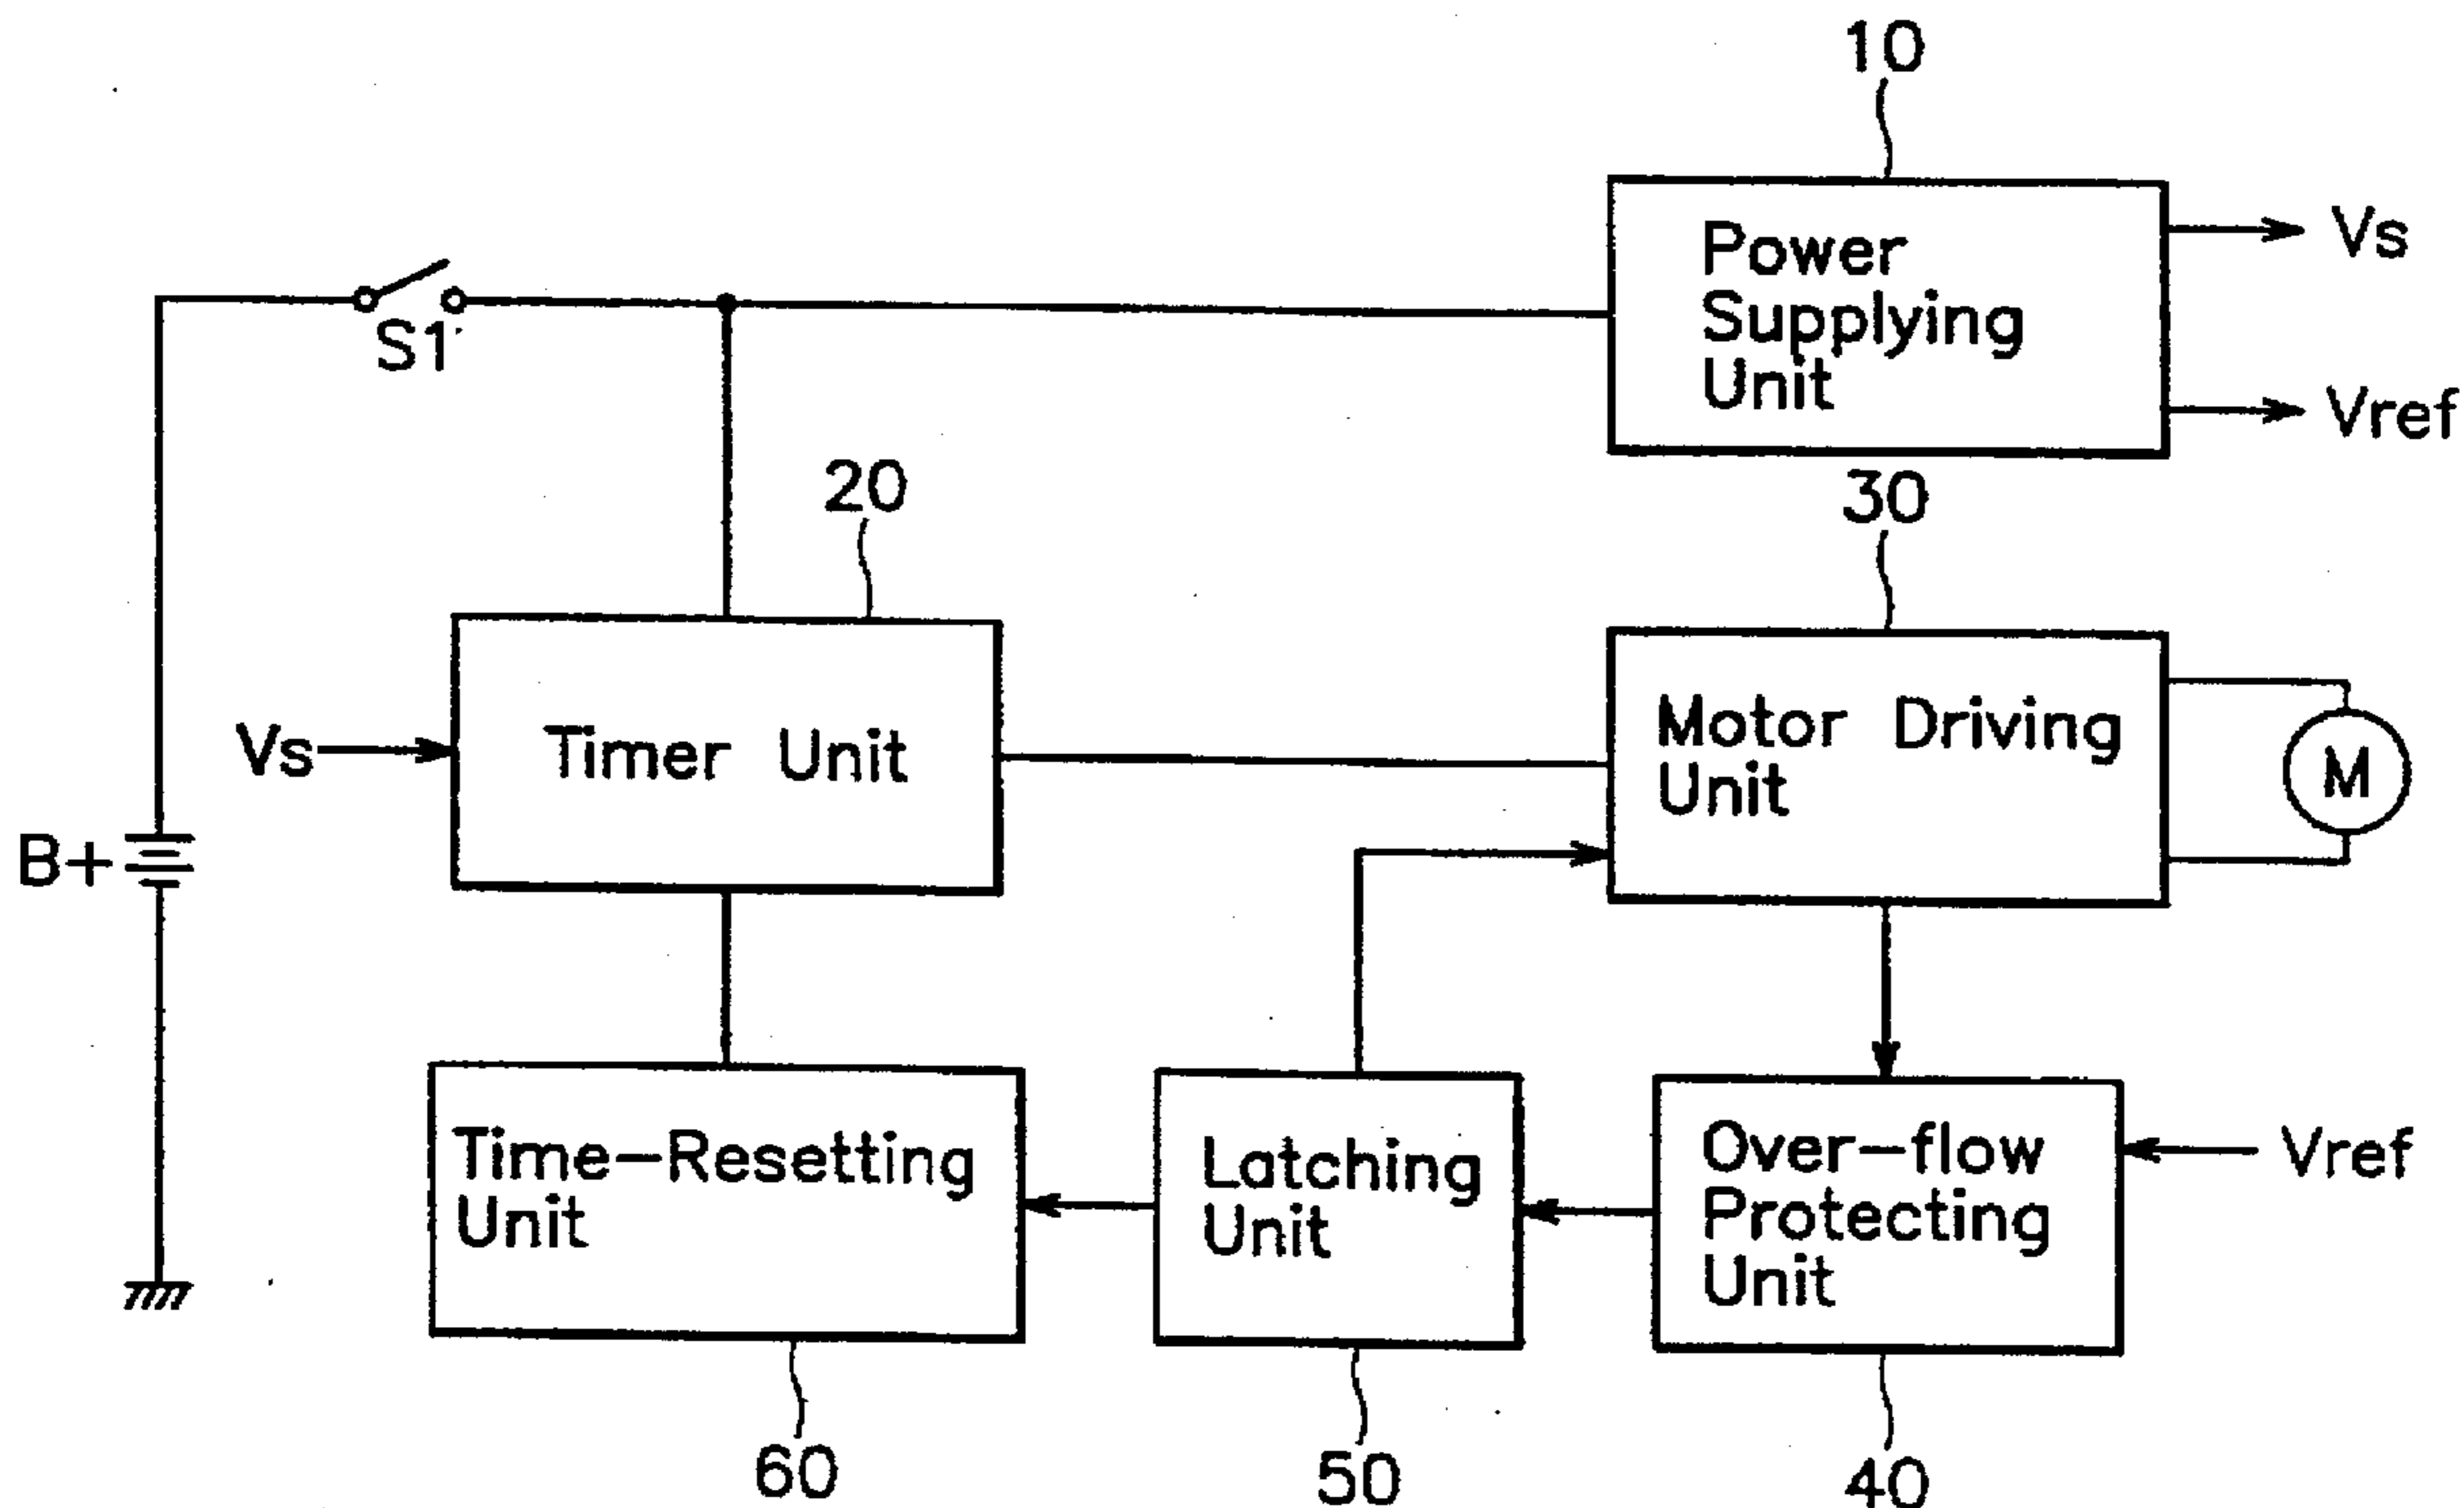 10
Power
Supplying
Unit
Vs
Vref
S1
20
30
Vs
Timer Unit
Motor Driving
Unit
M
B+
Time-Resetting
Unit
Latching
Unit
Over-flow
Protecting
Unit
Vref
60
50
40